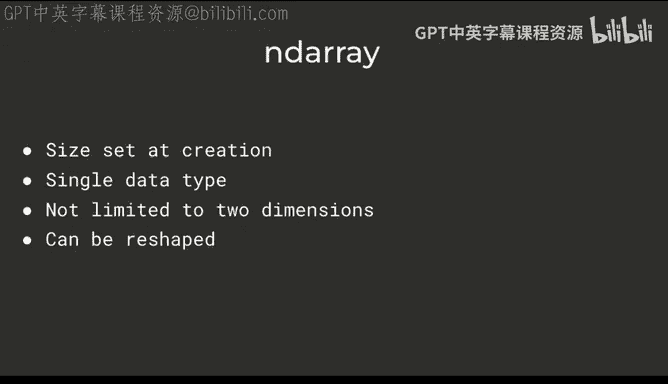 GPT中英字幕课程资源@bilibili.com
GPT中英字幕课程资源 bilibili
ndarray
● Size set at creation
● Single data type
● Not limited to two dimensions
● Can be reshaped